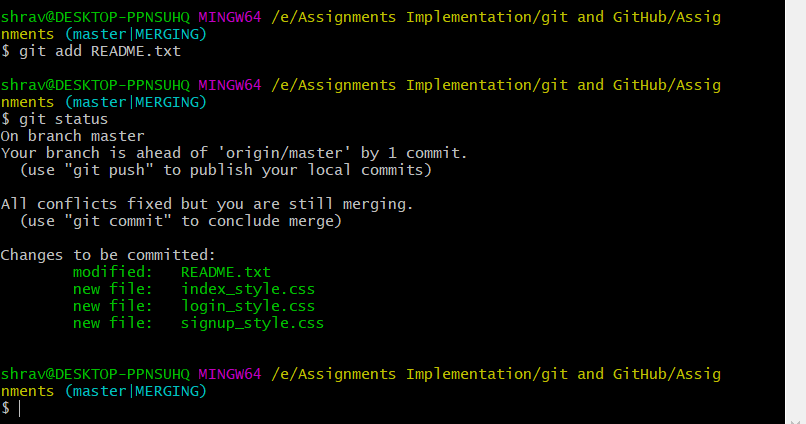 shrav@DESKTOP-PPNSUHQ MINGW64 /e/Assignments Implementation/git and GitHub/Assig
nments (master|MERGING)
$ git add README.txt
shrav@DESKTOP-PPNSUHQ MINGW64 /e/Assignments Implementation/git and GitHub/Assig
nments (master|MERGING)
$ git status
On branch master
Your branch is ahead of 'origin/master' by 1 commit.
  (use "git push" to publish your local commits)
All conflicts fixed but you are still merging.
  (use "git commit" to conclude merge)
Changes to be committed:
        modified:   README.txt
        new file:   index_style.css
        new file:   login_style.css
        new file:   signup_style.css
shrav@DESKTOP-PPNSUHQ MINGW64 /e/Assignments Implementation/git and GitHub/Assig
nments (master|MERGING)
$